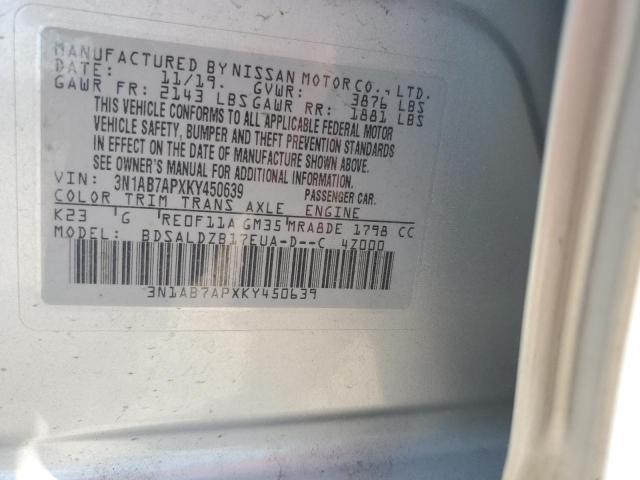 MANUFACTURED BY NISSAN MOTOR CO., LTD.
DATE: 11/19. GVWR: 3876 LBS
GAWR FR: 2143 LBS GAWR RR: 1881 LBS
THIS VEHICLE CONFORMS TO ALL APPLICABLE FEDERAL MOTOR
VEHICLE SAFETY, BUMPER AND THEFT PREVENTION STANDARDS
IN EFFECT ON THE DATE OF MANUFACTURE SHOWN ABOVE.
SEE OWNER'S MANUAL FOR ADDITIONAL INFORMATION.
VIN: 3N1AB7APXKY450639 PASSENGER CAR.
COLOR TRIM TRANS AXLE ENGINE
K23 G RE0F11A GM35 MRA8DE 1798 CC
MODEL: BDSALDZB17EUA-D--C 47000
3N1AB7APXKY450639